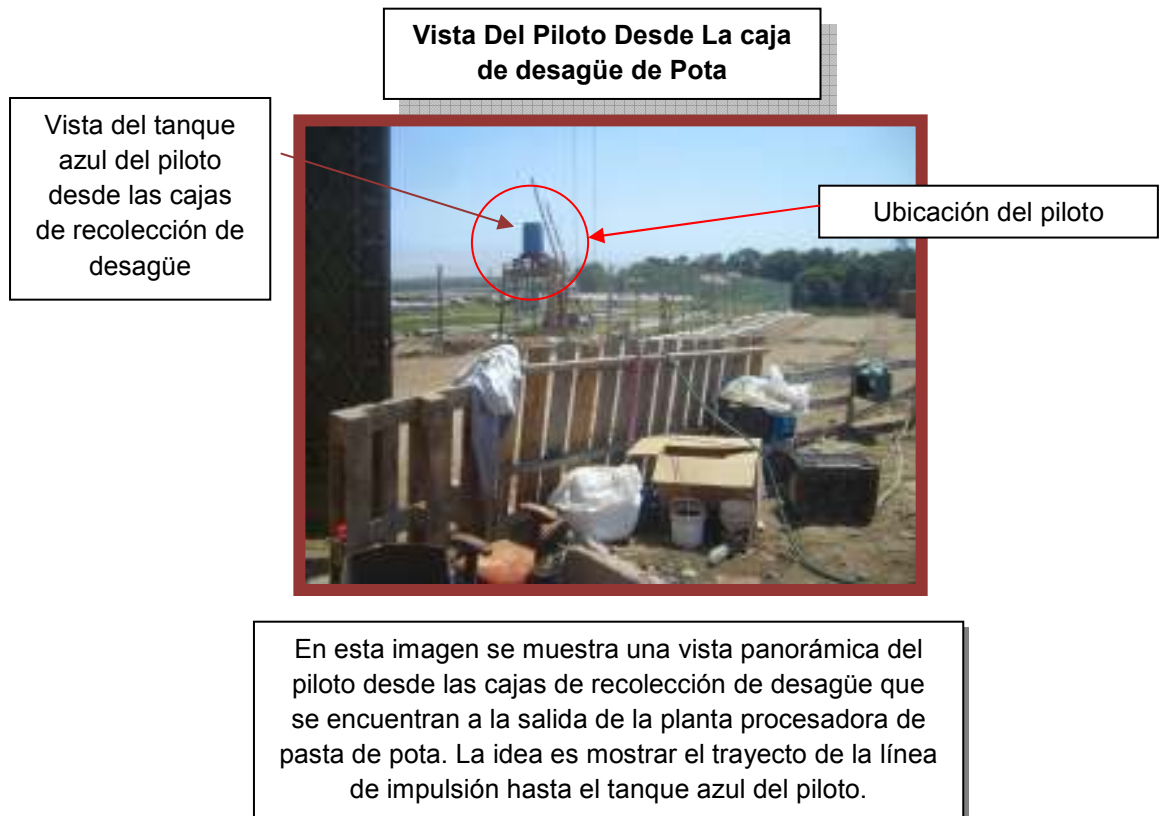 Vista Del Piloto Desde La caja
de desagüe de Pota
Vista del tanque
azul del piloto
desde las cajas
de recolección de
desagüe
Ubicación del piloto
En esta imagen se muestra una vista panorámica del
piloto desde las cajas de recolección de desagüe que
se encuentran a la salida de la planta procesadora de
pasta de pota. La idea es mostrar el trayecto de la línea
de impulsión hasta el tanque azul del piloto.